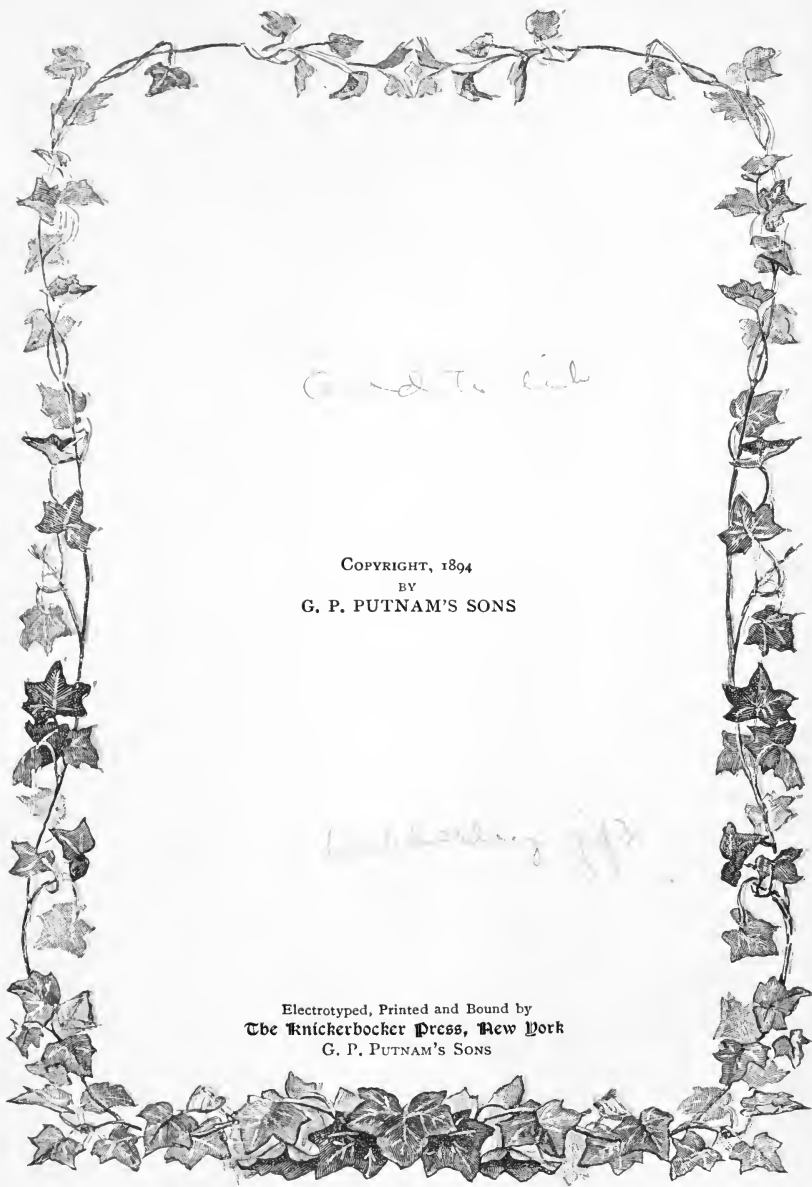 COPYRIGHT, 1894
BY
G. P. PUTNAM'S SONS
Electrotyped, Printed and Bound by
The Knickerbocker Press, New York
G. P. PUTNAM'S SONS